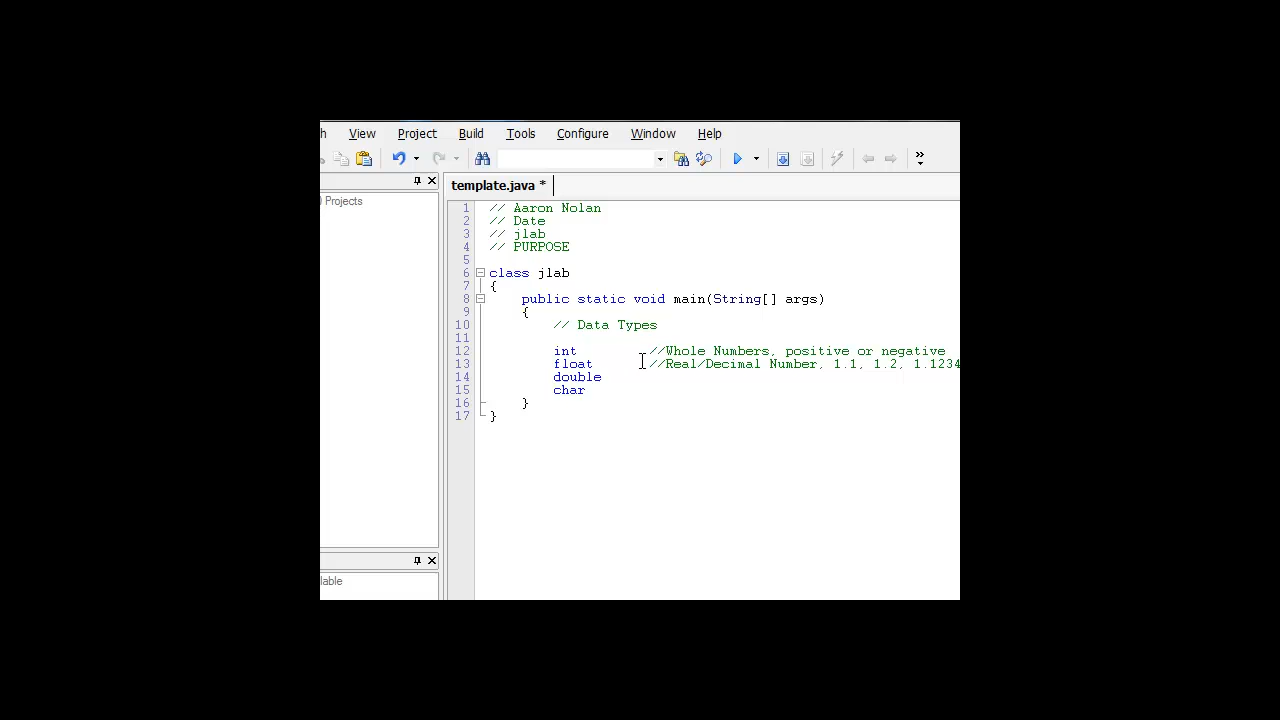 h View Project Build Tools Configure Window Help
template.java *
) Projects
1 // Aaron Nolan
2 // Date
3 // jlab
4 // PURPOSE
5
6 class jlab
7 {
8 public static void main(String[] args)
9 {
10 // Data Types
11
12 int //Whole Numbers, positive or negative
13 float //Real/Decimal Number, 1.1, 1.2, 1.1234
14 double
15 char
16 }
17 }
lable